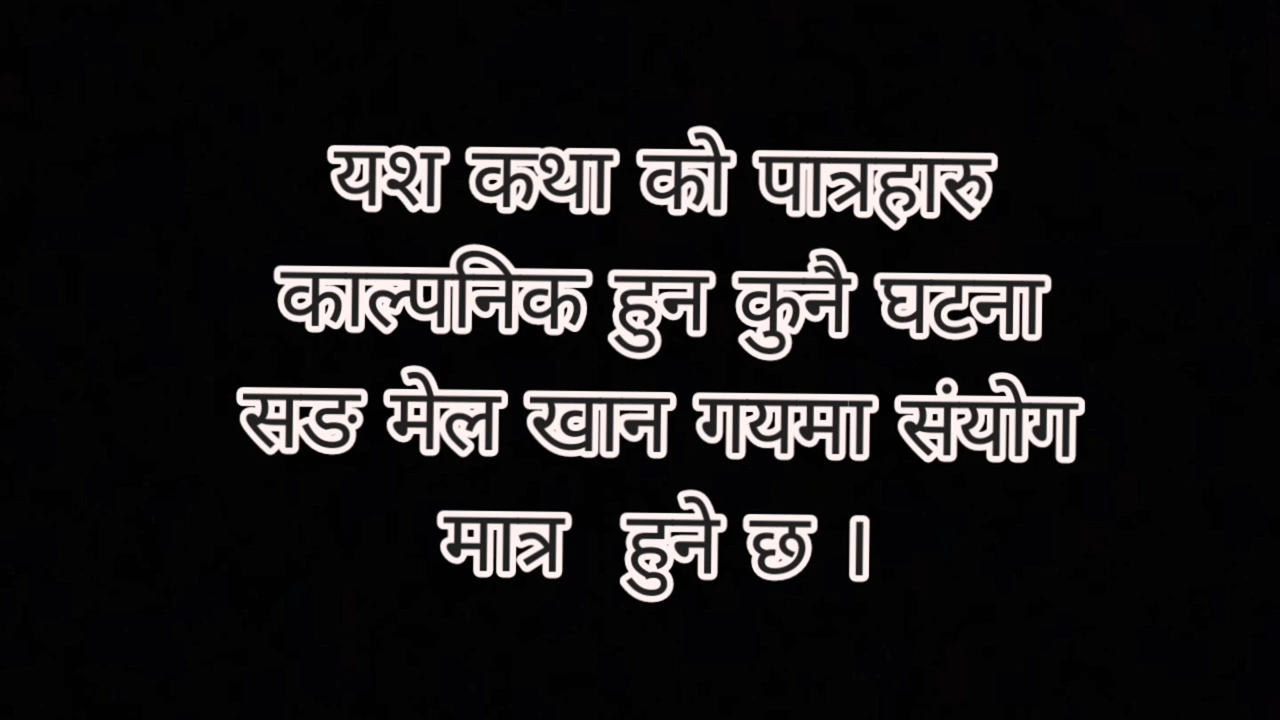 यश कथा को पात्रहारु
काल्पनिक हुन कुनै घटना
सङ मेल खान गयमा संयोग
मात्र हुने छ ।